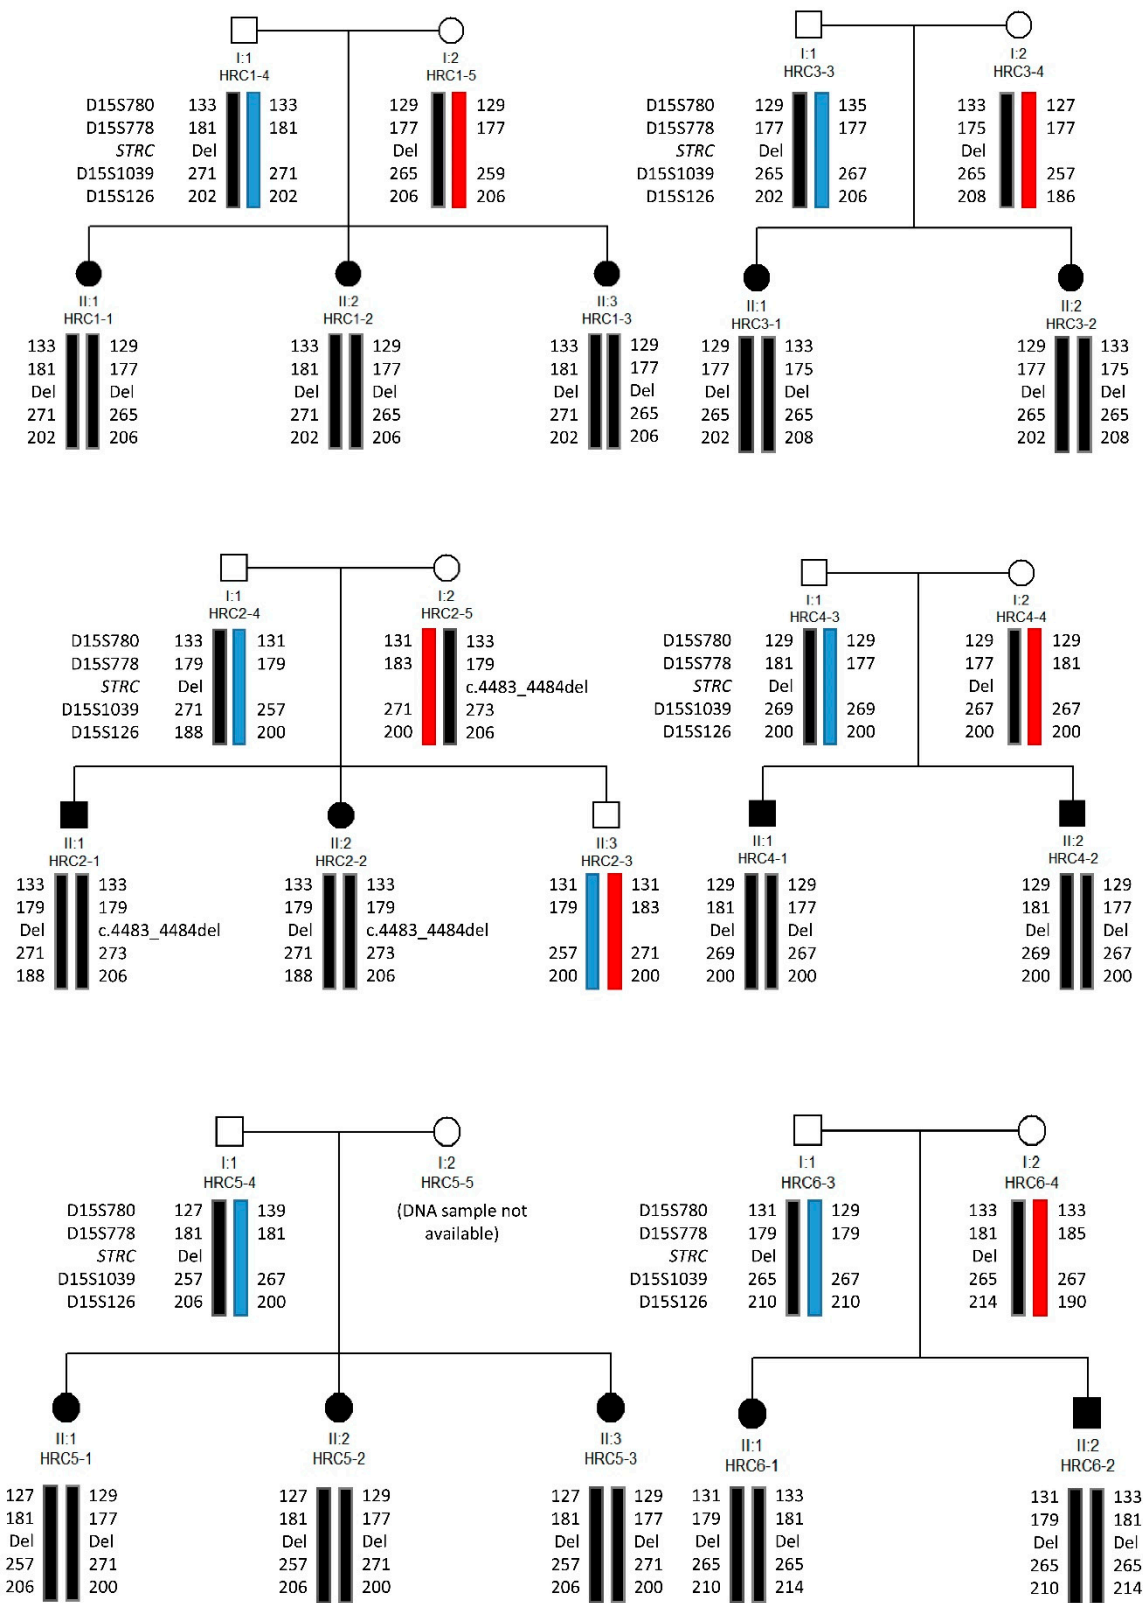 I:1
HRC1-4
I:2
HRC1-5
D15S780 133 133 129 129
D15S778 181 181 177 177
STRC Del Del
D15S1039 271 271 265 259
D15S126 202 202 206 206
II:1
HRC1-1
II:2
HRC1-2
II:3
HRC1-3
133 129 133 129 133 129
181 177 181 177 181 177
Del Del Del Del Del Del
271 265 271 265 271 265
202 206 202 206 202 206
I:1
HRC3-3
I:2
HRC3-4
D15S780 129 135 133 127
D15S778 177 177 175 177
STRC Del Del
D15S1039 265 267 265 257
D15S126 202 206 208 186
II:1
HRC3-1
II:2
HRC3-2
129 133 129 133
177 175 177 175
Del Del Del Del
265 265 265 265
202 208 202 208
I:1
HRC2-4
I:2
HRC2-5
D15S780 133 131 131 133
D15S778 179 179 183 179
STRC Del c.4483_4484del
D15S1039 271 257 271 273
D15S126 188 200 200 206
II:1
HRC2-1
II:2
HRC2-2
II:3
HRC2-3
133 133 133 133 131 131
179 179 179 179 179 183
Del c.4483_4484del Del c.4483_4484del
271 273 271 273 257 271
188 206 188 206 200 200
I:1
HRC4-3
I:2
HRC4-4
D15S780 129 129 129 129
D15S778 181 177 177 181
STRC Del Del
D15S1039 269 269 267 267
D15S126 200 200 200 200
II:1
HRC4-1
II:2
HRC4-2
129 129 129 129
181 177 181 177
Del Del Del Del
269 267 269 267
200 200 200 200
I:1
HRC5-4
I:2
HRC5-5
(DNA sample not
available)
D15S780 127 139
D15S778 181 181
STRC Del
D15S1039 257 267
D15S126 206 200
II:1
HRC5-1
II:2
HRC5-2
II:3
HRC5-3
127 129 127 129 127 129
181 177 181 177 181 177
Del Del Del Del Del Del
257 271 257 271 257 271
206 200 206 200 206 200
I:1
HRC6-3
I:2
HRC6-4
D15S780 131 129 133 133
D15S778 179 179 181 185
STRC Del Del
D15S1039 265 267 265 267
D15S126 210 210 214 190
II:1
HRC6-1
II:2
HRC6-2
131 133 131 133
179 181 179 181
Del Del Del Del
265 265 265 265
210 214 210 214